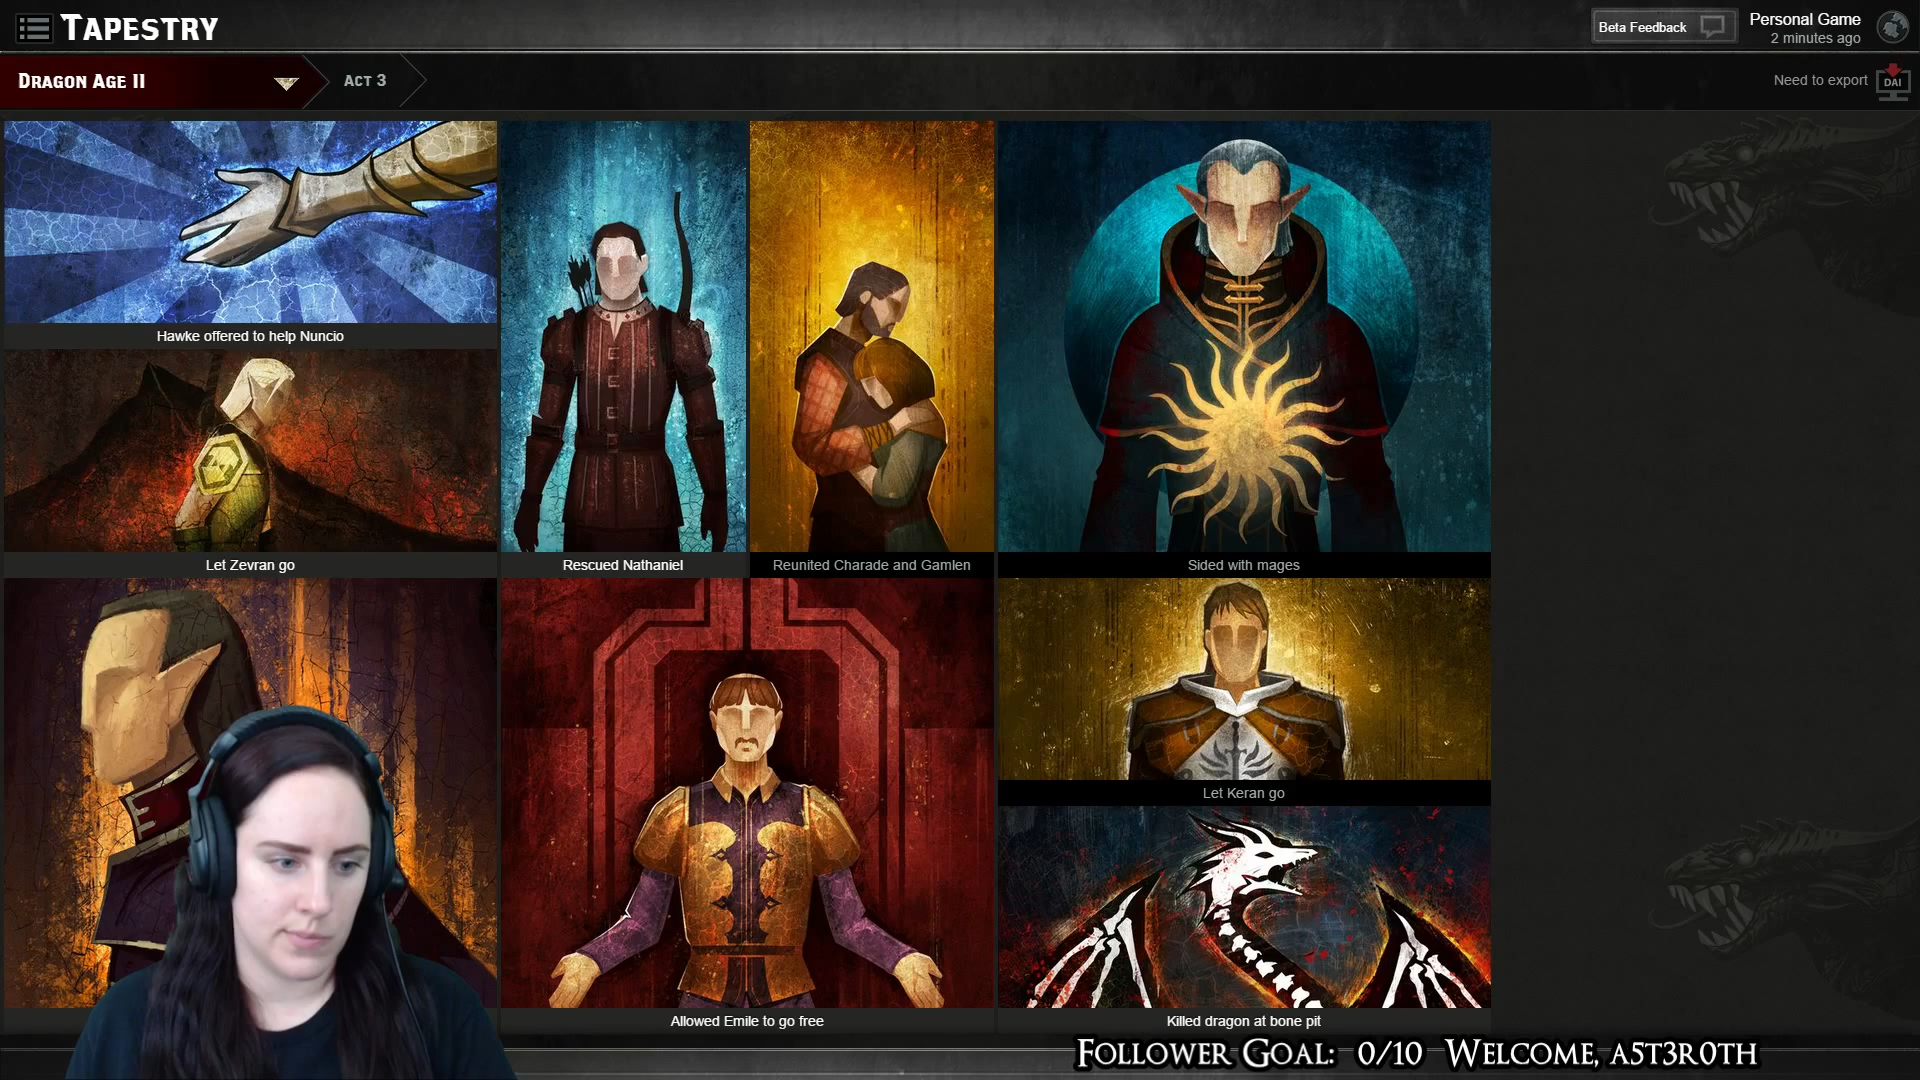 TAPESTRY
Beta Feedback
Personal Game
2 minutes ago
DRAGON AGE II
ACT 3
Need to export
DAI
Hawke offered to help Nuncio
Let Zevran go
Rescued Nathaniel
Reunited Charade and Gamlen
Sided with mages
Let Keran go
Allowed Emile to go free
Killed dragon at bone pit
FOLLOWER GOAL: 0/10 WELCOME, A5T3R0TH